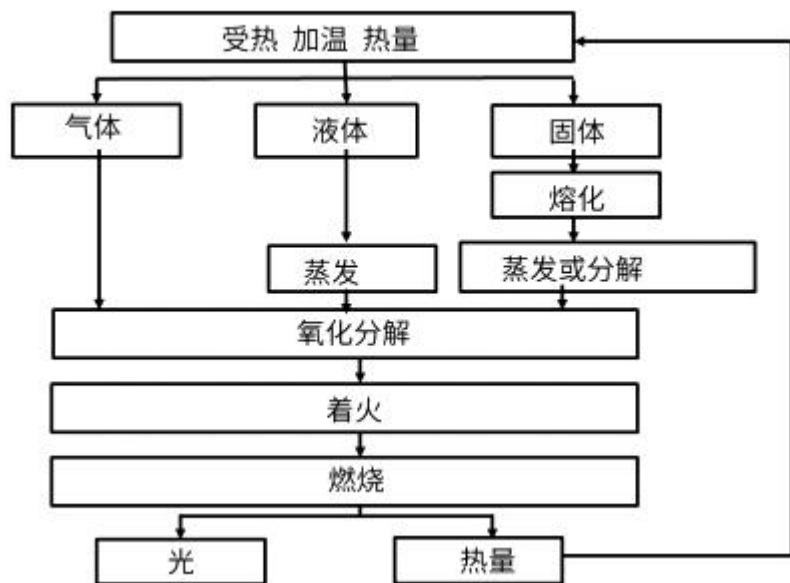 受热 加温 热量
气体
液体
固体
熔化
蒸发
蒸发或分解
氧化分解
着火
燃烧
光
热量